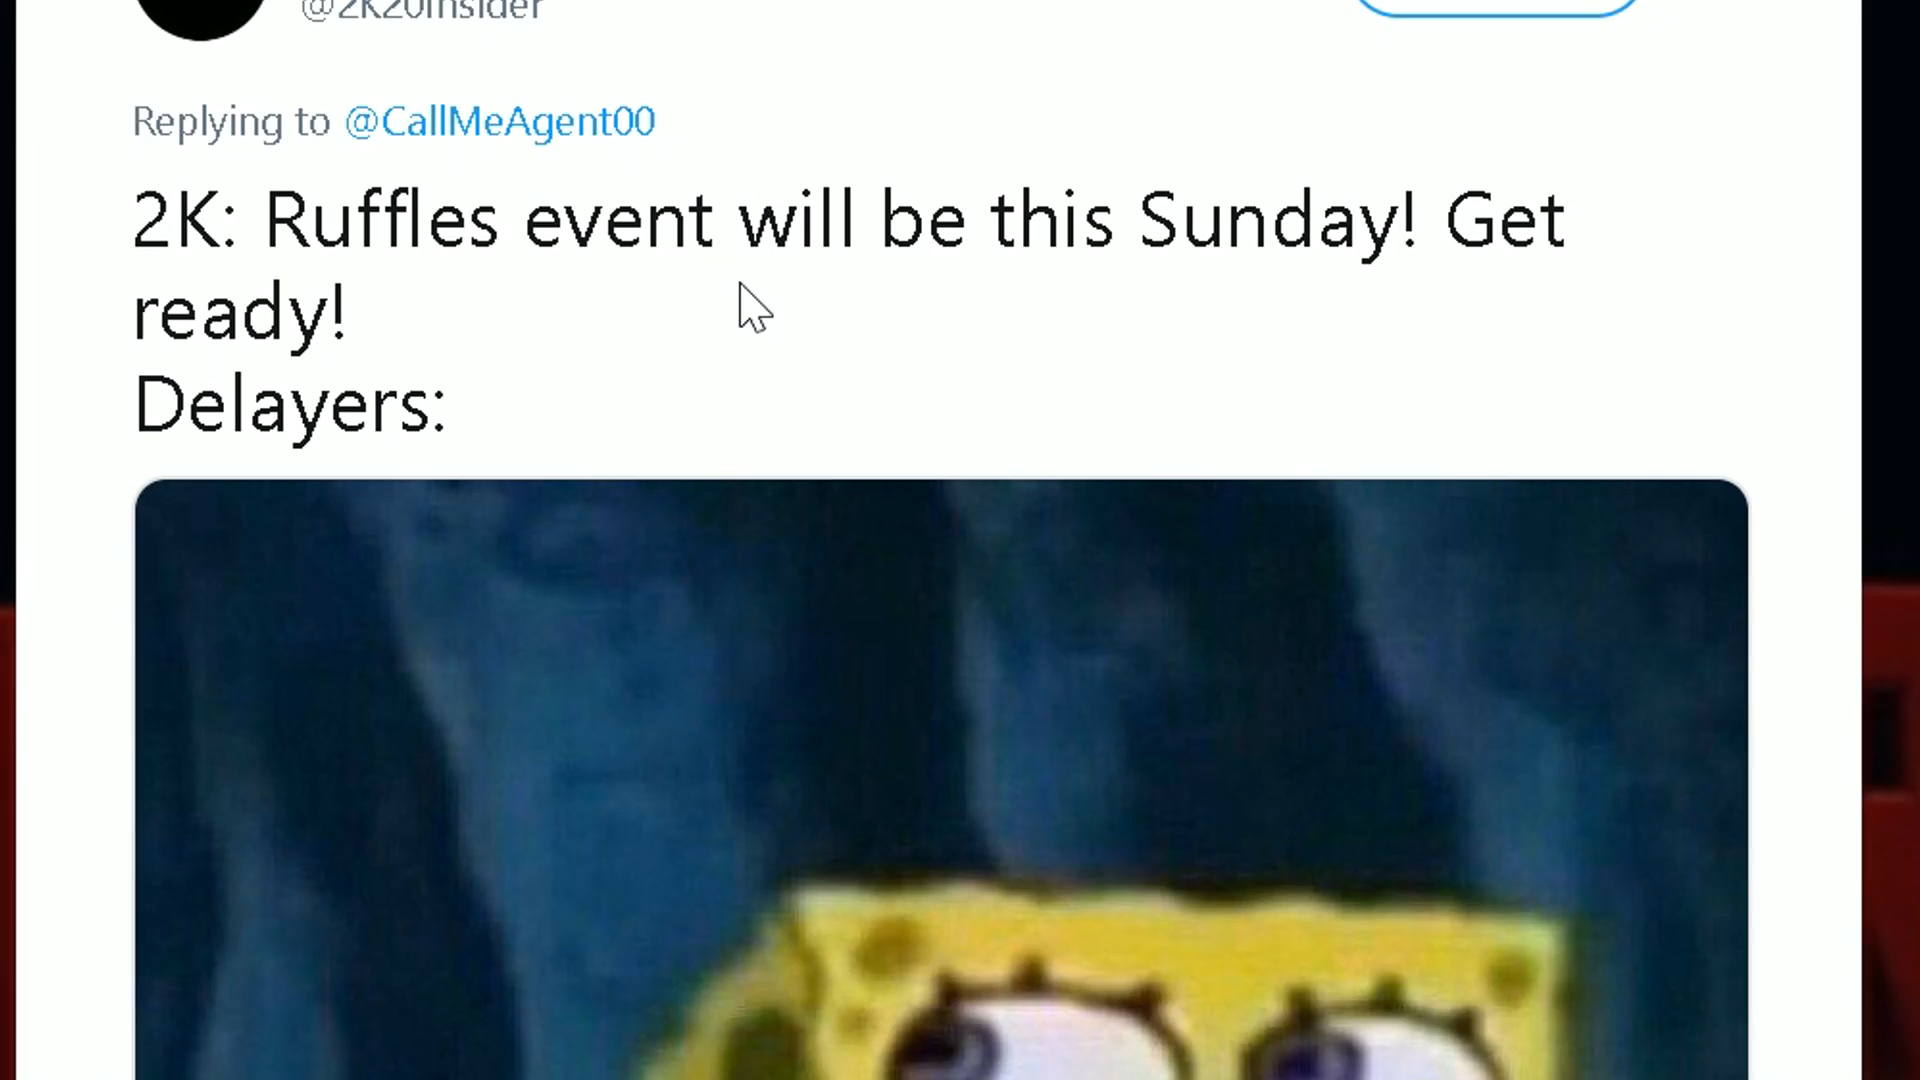 @2K20Insider
Replying to @CallMeAgent00
2K: Ruffles event will be this Sunday! Get
ready!
Delayers: